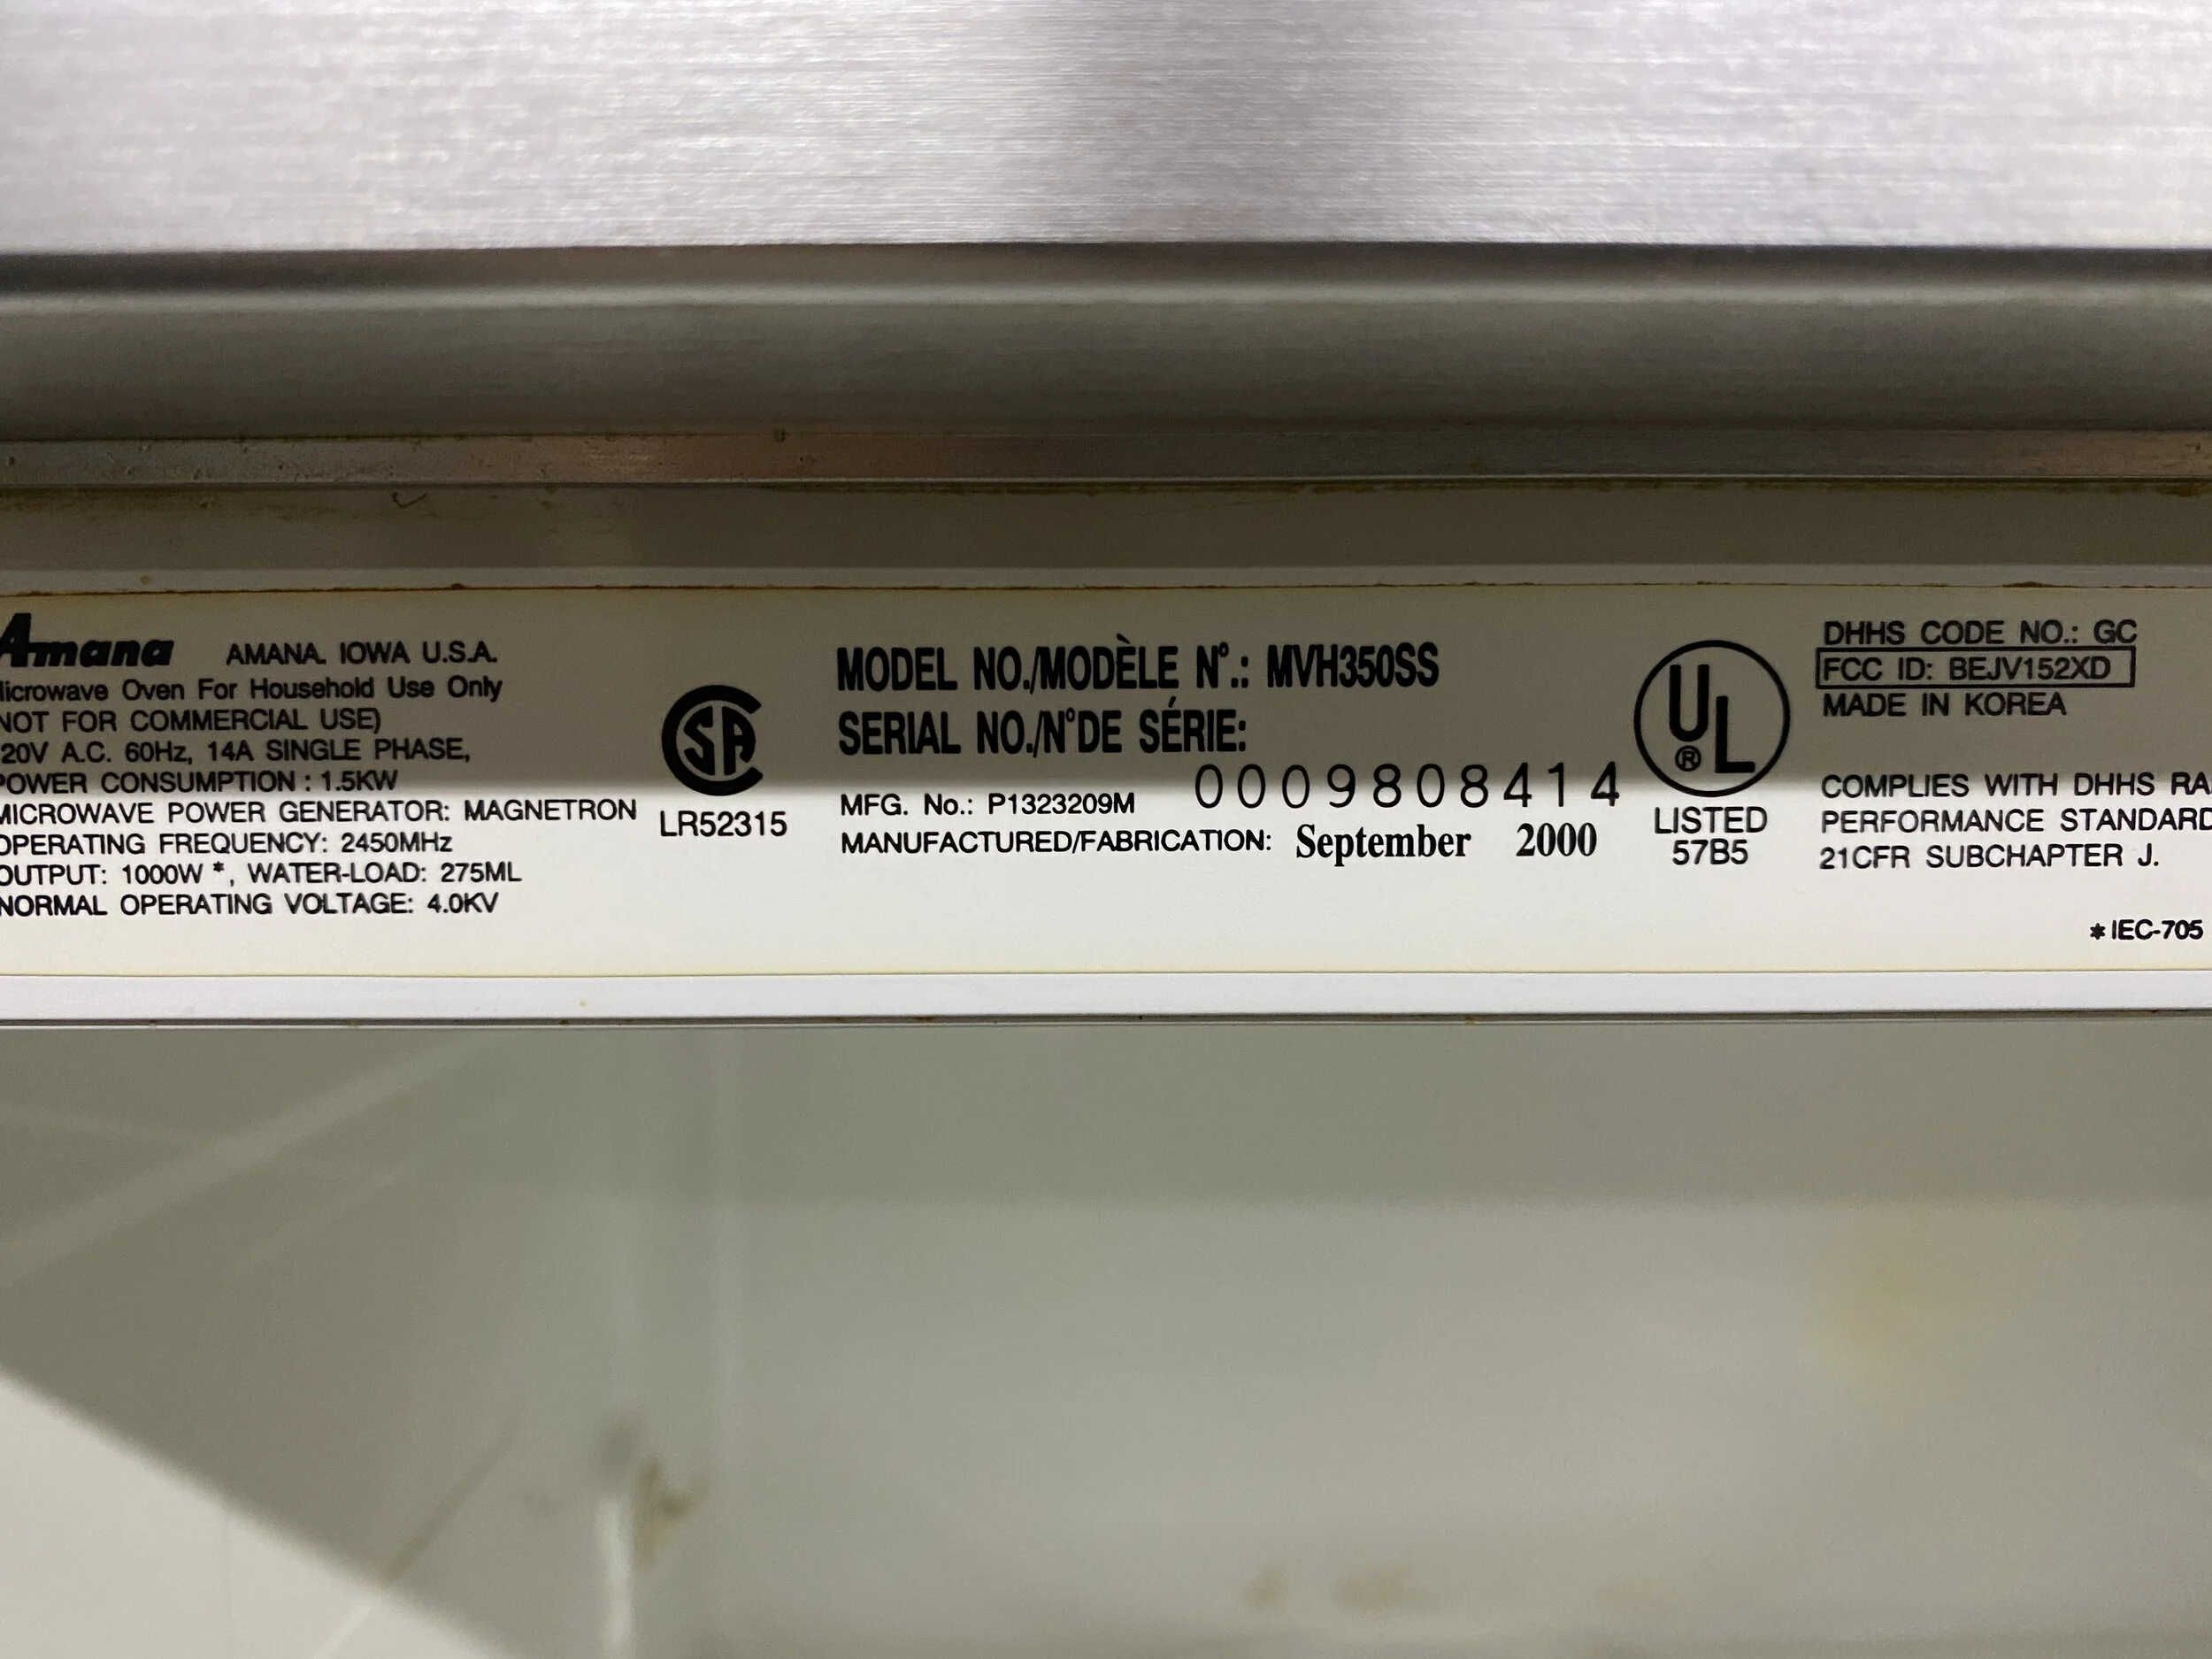 Amana AMANA. IOWA U.S.A.
Microwave Oven For Household Use Only
(NOT FOR COMMERCIAL USE)
120V A.C. 60Hz, 14A SINGLE PHASE,
POWER CONSUMPTION : 1.5KW
MICROWAVE POWER GENERATOR: MAGNETRON
OPERATING FREQUENCY: 2450MHz
OUTPUT: 1000W *, WATER-LOAD: 275ML
NORMAL OPERATING VOLTAGE: 4.0KV
SA
LR52315
MODEL NO./MODÈLE N°.: MVH350SS
SERIAL NO./N°DE SÉRIE:
0009808414
MFG. No.: P1323209M
MANUFACTURED/FABRICATION: September 2000
UL
®
LISTED
57B5
DHHS CODE NO.: GC
FCC ID: BEJV152XD
MADE IN KOREA
COMPLIES WITH DHHS
PERFORMANCE STANDARD
21CFR SUBCHAPTER J.
* IEC-705